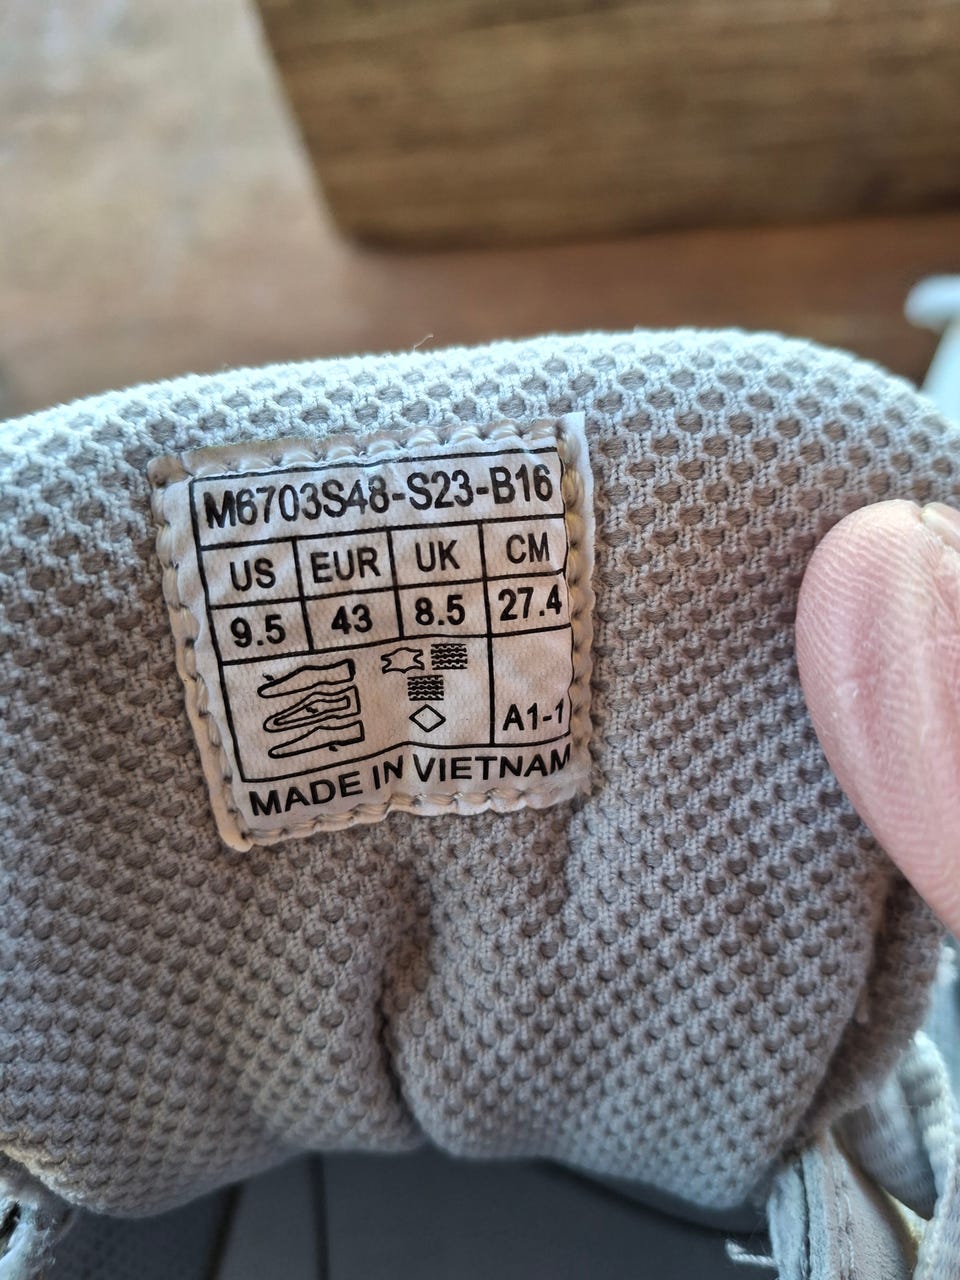 M6703S48-S23-B16
US EUR UK CM
9.5 43 8.5 27.4
A1-1
MADE IN VIETNAM